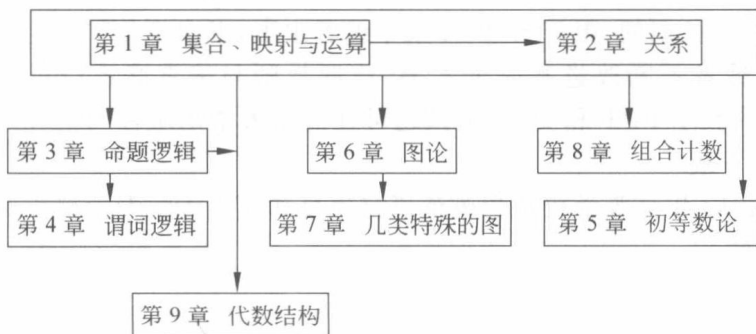 第 1 章 集合、映射与运算
第 2 章 关系
第 3 章 命题逻辑
第 6 章 图论
第 8 章 组合计数
第 4 章 谓词逻辑
第 7 章 几类特殊的图
第 5 章 初等数论
第 9 章 代数结构